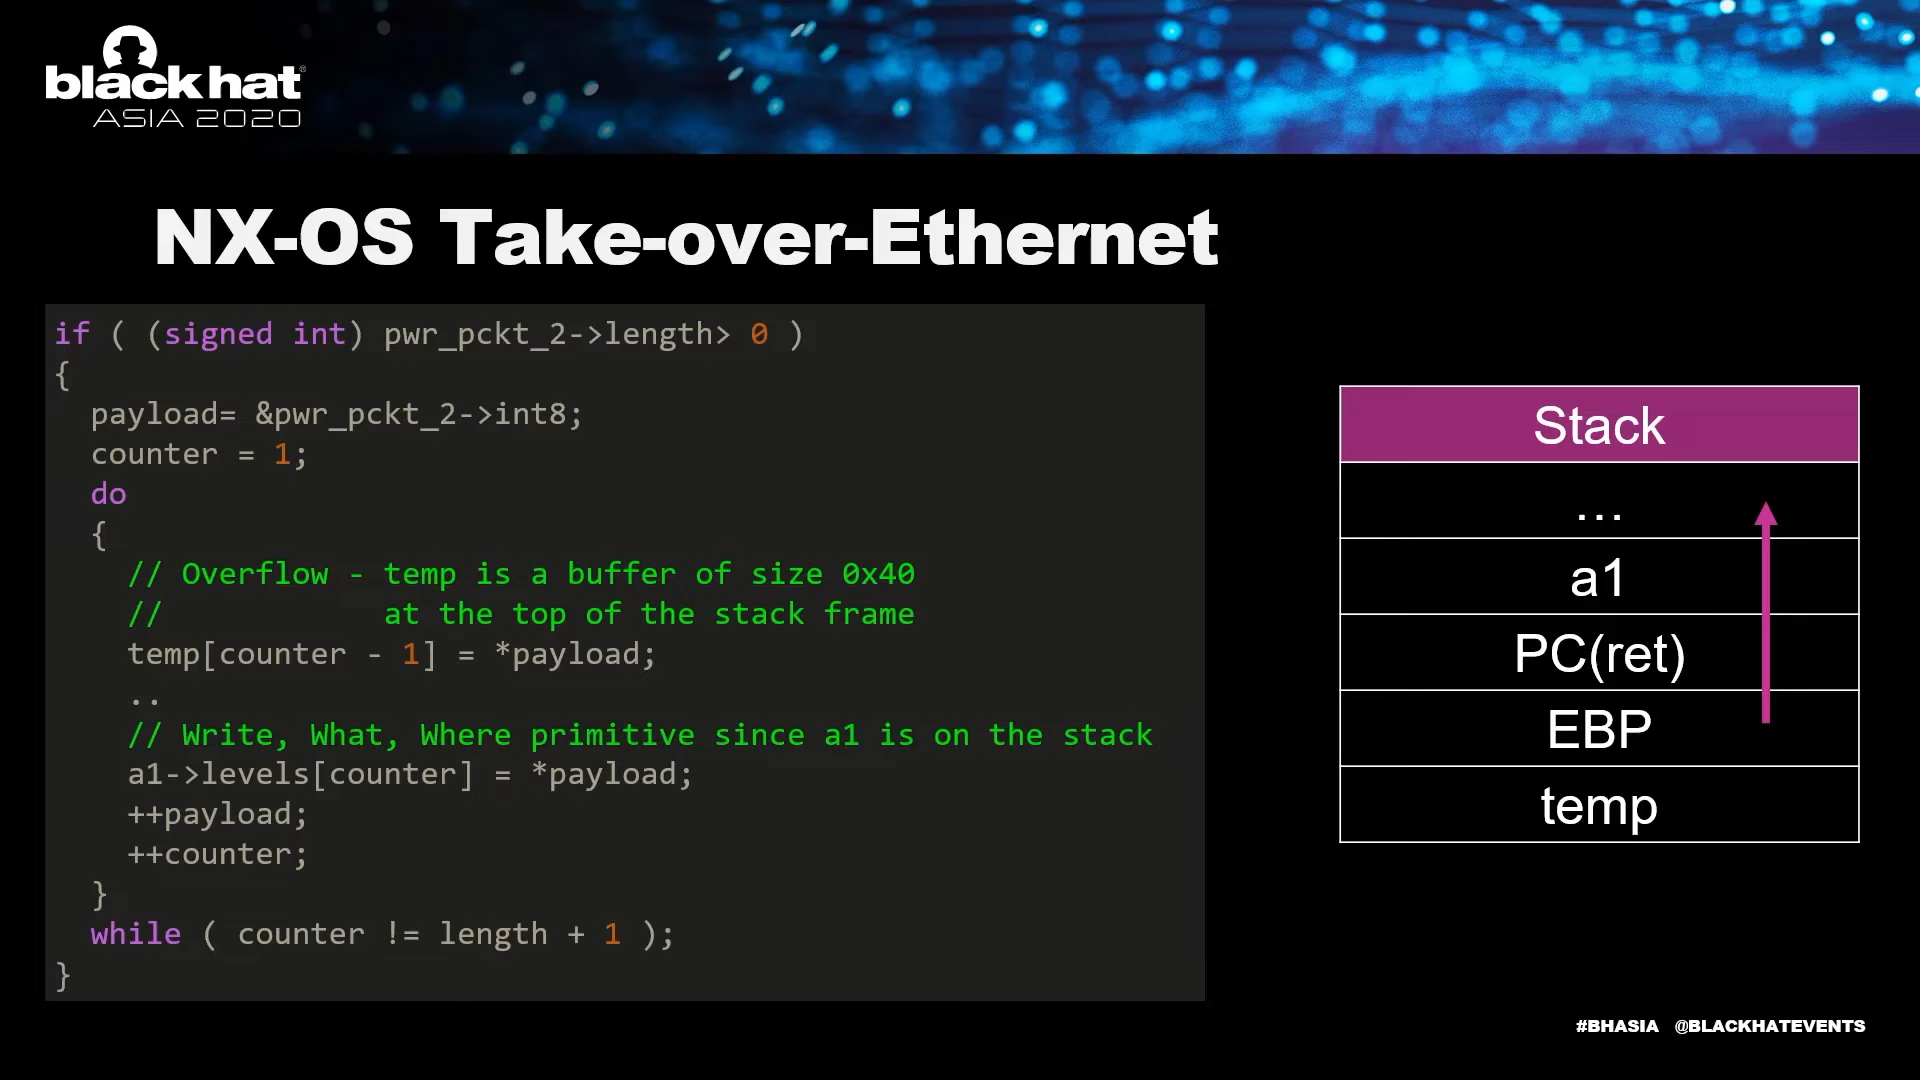 black hat®
ASIA 2020
NX-OS Take-over-Ethernet
if ( (signed int) pwr_pckt_2->length> 0 )
{
payload= &pwr_pckt_2->int8;
counter = 1;
do
{
// Overflow - temp is a buffer of size 0x40
// at the top of the stack frame
temp[counter - 1] = *payload;
..
// Write, What, Where primitive since a1 is on the stack
a1->levels[counter] = *payload;
++payload;
++counter;
}
while ( counter != length + 1 );
}
Stack
...
a1
PC(ret)
EBP
temp
#BHASIA @BLACKHATEVENTS